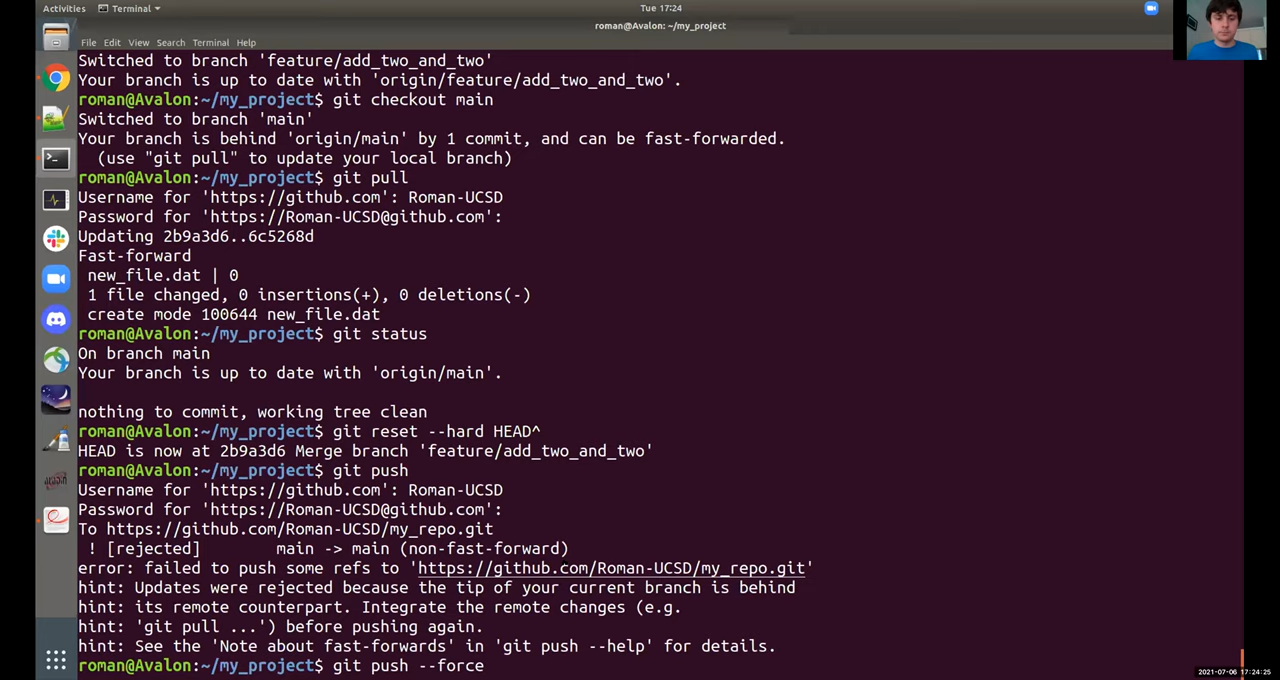 Activities
Terminal
Tue 17:24
roman@Avalon: ~/my_project
File Edit View Search Terminal Help
Switched to branch 'feature/add_two_and_two'
Your branch is up to date with 'origin/feature/add_two_and_two'.
roman@Avalon:~/my_project$ git checkout main
Switched to branch 'main'
Your branch is behind 'origin/main' by 1 commit, and can be fast-forwarded.
  (use "git pull" to update your local branch)
roman@Avalon:~/my_project$ git pull
Username for 'https://github.com': Roman-UCSD
Password for 'https://Roman-UCSD@github.com':
Updating 2b9a3d6..6c5268d
Fast-forward
 new_file.dat | 0
 1 file changed, 0 insertions(+), 0 deletions(-)
 create mode 100644 new_file.dat
roman@Avalon:~/my_project$ git status
On branch main
Your branch is up to date with 'origin/main'.
nothing to commit, working tree clean
roman@Avalon:~/my_project$ git reset --hard HEAD^
HEAD is now at 2b9a3d6 Merge branch 'feature/add_two_and_two'
roman@Avalon:~/my_project$ git push
Username for 'https://github.com': Roman-UCSD
Password for 'https://Roman-UCSD@github.com':
To https://github.com/Roman-UCSD/my_repo.git
 ! [rejected]        main -> main (non-fast-forward)
error: failed to push some refs to 'https://github.com/Roman-UCSD/my_repo.git'
hint: Updates were rejected because the tip of your current branch is behind
hint: its remote counterpart. Integrate the remote changes (e.g.
hint: 'git pull ...') before pushing again.
hint: See the 'Note about fast-forwards' in 'git push --help' for details.
roman@Avalon:~/my_project$ git push --force
2021-07-06 17:24:25